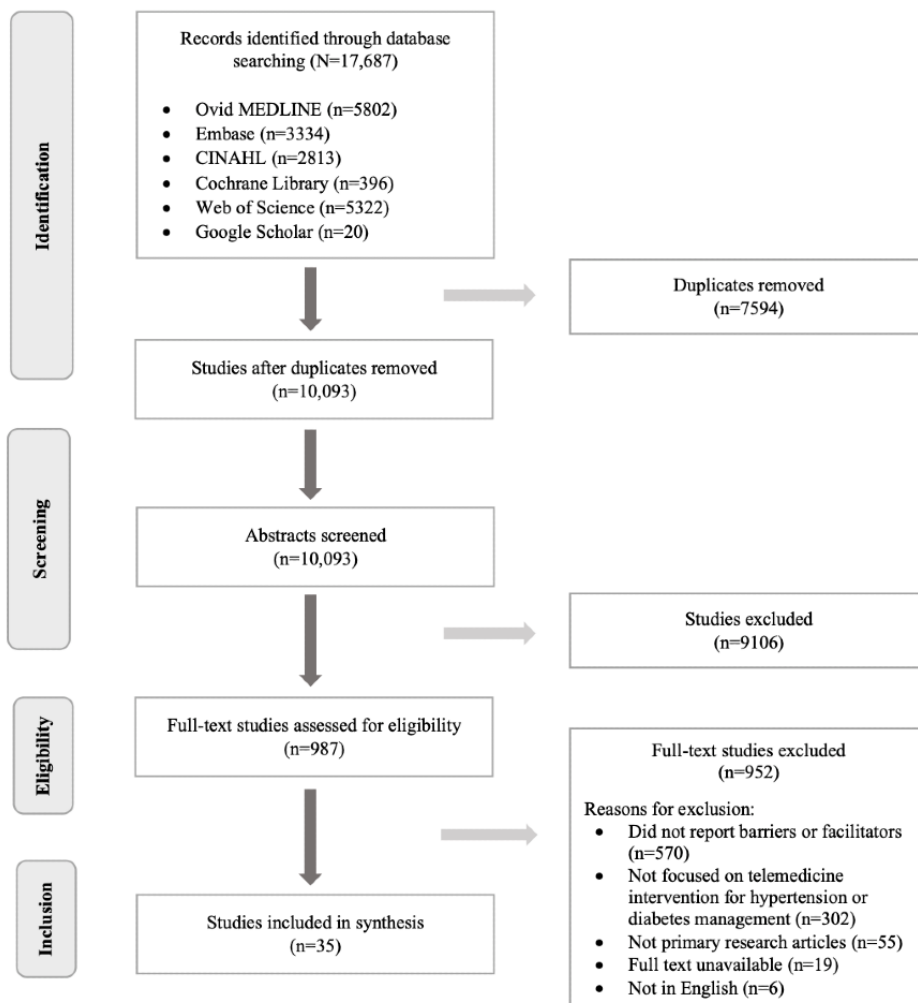 Identification
Records identified through database
searching (N=17,687)
• Ovid MEDLINE (n=5802)
• Embase (n=3334)
• CINAHL (n=2813)
• Cochrane Library (n=396)
• Web of Science (n=5322)
• Google Scholar (n=20)
Duplicates removed
(n=7594)
Studies after duplicates removed
(n=10,093)
Screening
Abstracts screened
(n=10,093)
Studies excluded
(n=9106)
Eligibility
Full-text studies assessed for eligibility
(n=987)
Full-text studies excluded
(n=952)
Reasons for exclusion:
• Did not report barriers or facilitators
(n=570)
• Not focused on telemedicine
intervention for hypertension or
diabetes management (n=302)
• Not primary research articles (n=55)
• Full text unavailable (n=19)
• Not in English (n=6)
Inclusion
Studies included in synthesis
(n=35)